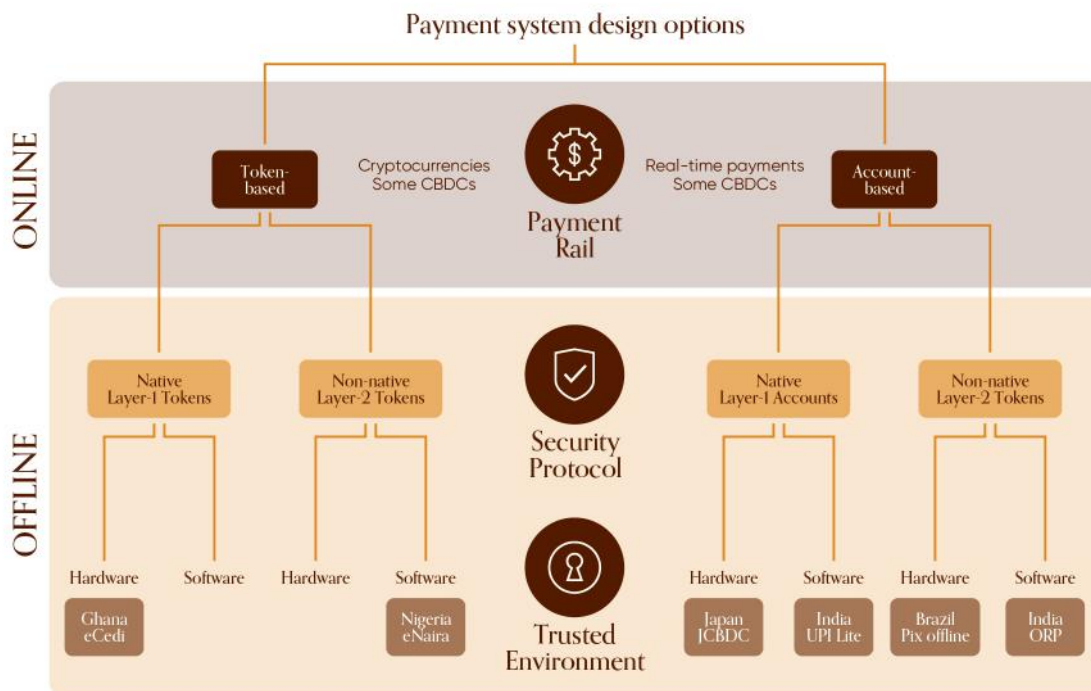 Payment system design options
ONLINE
Token-
based
Cryptocurrencies
Some CBDCs
$
Real-time payments
Some CBDCs
Account-
based
Payment
Rail
OFFLINE
Native
Layer-1 Tokens
Non-native
Layer-2 Tokens
Native
Layer-1 Accounts
Non-native
Layer-2 Tokens
Security
Protocol
Hardware
Software
Hardware
Software
Hardware
Software
Hardware
Software
Ghana
eCedi
Nigeria
eNaira
Japan
JCBDC
India
UPI Lite
Brazil
Pix offline
India
ORP
Trusted
Environment